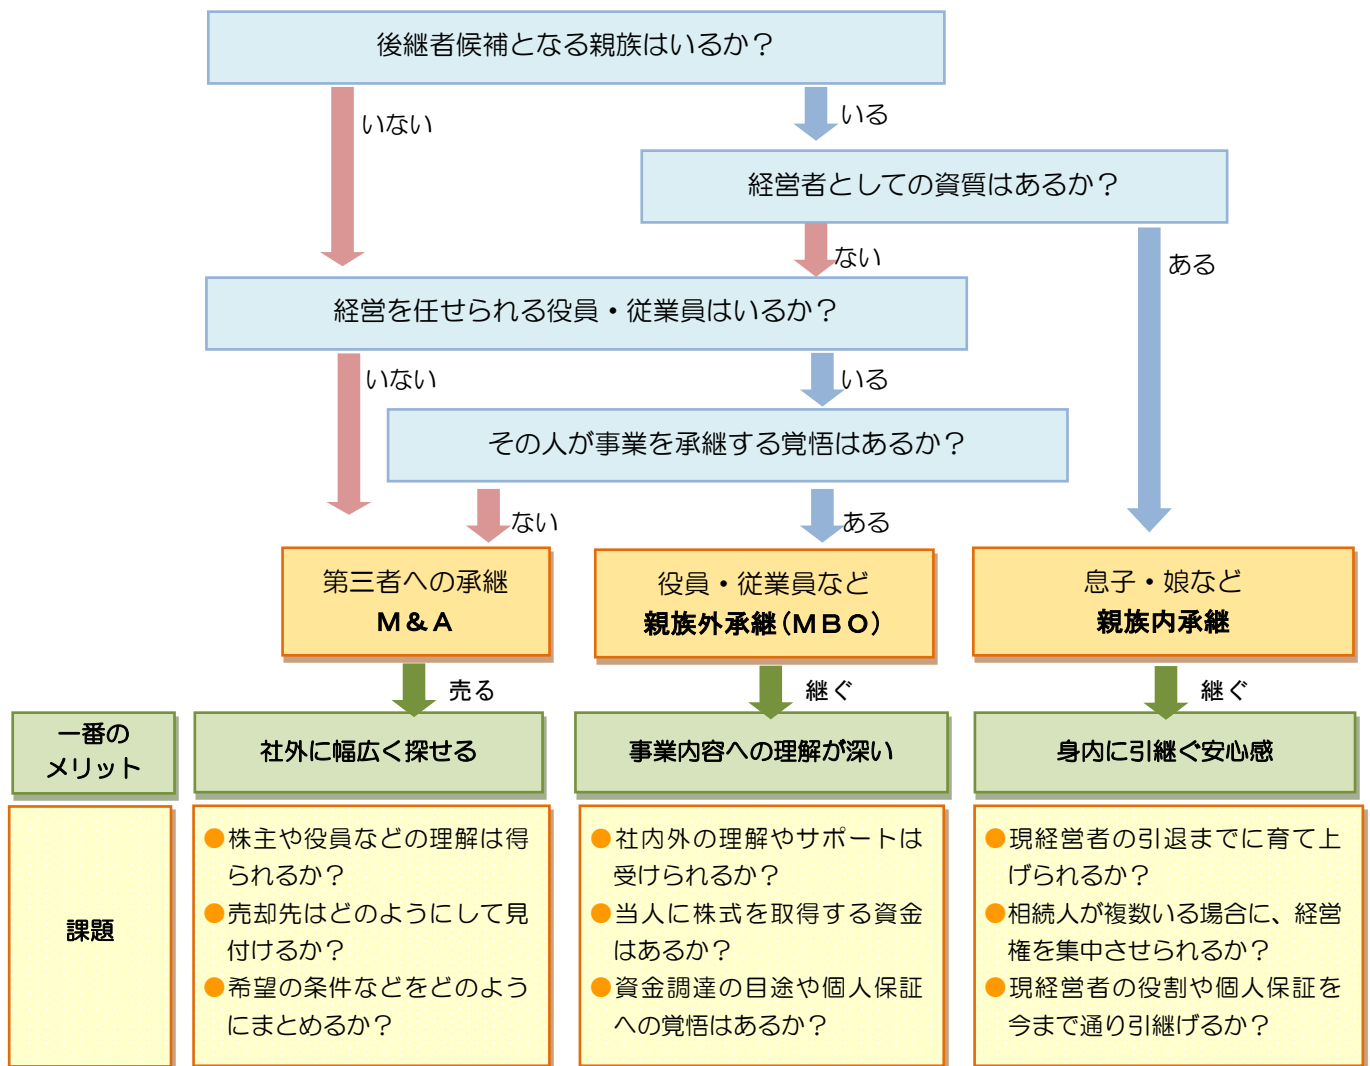 後継者候補となる親族はいるか？
いない
いる
経営者としての資質はあるか？
ない
ある
経営を任せられる役員・従業員はいるか？
いない
いる
その人が事業を承継する覚悟はあるか？
ない
ある
第三者への承継
Ｍ＆Ａ
役員・従業員など
親族外承継（ＭＢＯ）
息子・娘など
親族内承継
売る
継ぐ
継ぐ
一番の
メリット
社外に幅広く探せる
事業内容への理解が深い
身内に引継ぐ安心感
課題
●株主や役員などの理解は得
られるか？
●売却先はどのようにして見
付けるか？
●希望の条件などをどのよう
にまとめるか？
●社内外の理解やサポートは
受けられるか？
●当人に株式を取得する資金
はあるか？
●資金調達の目途や個人保証
への覚悟はあるか？
●現経営者の引退までに育て上
げられるか？
●相続人が複数いる場合に、経営
権を集中させられるか？
●現経営者の役割や個人保証を
今まで通り引継げるか？